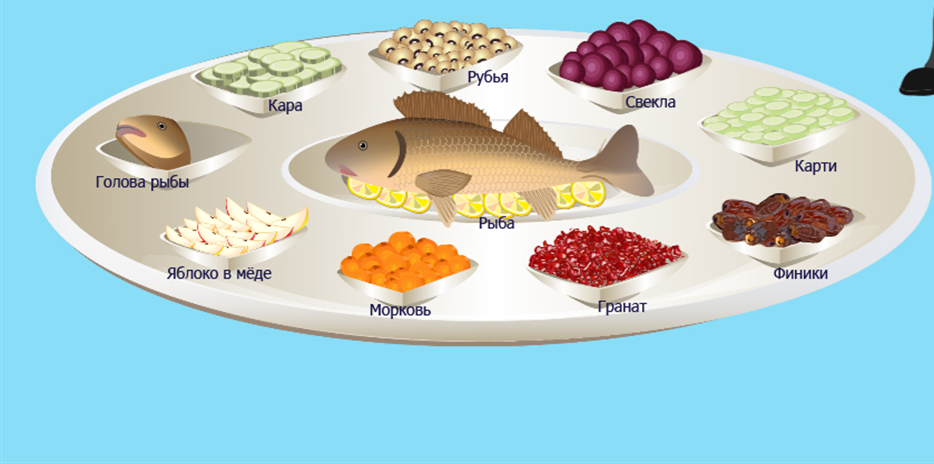 Рубья
Кара
Свекла
Карти
Голова рыбы
Рыба
Яблоко в мёде
Финики
Морковь
Гранат